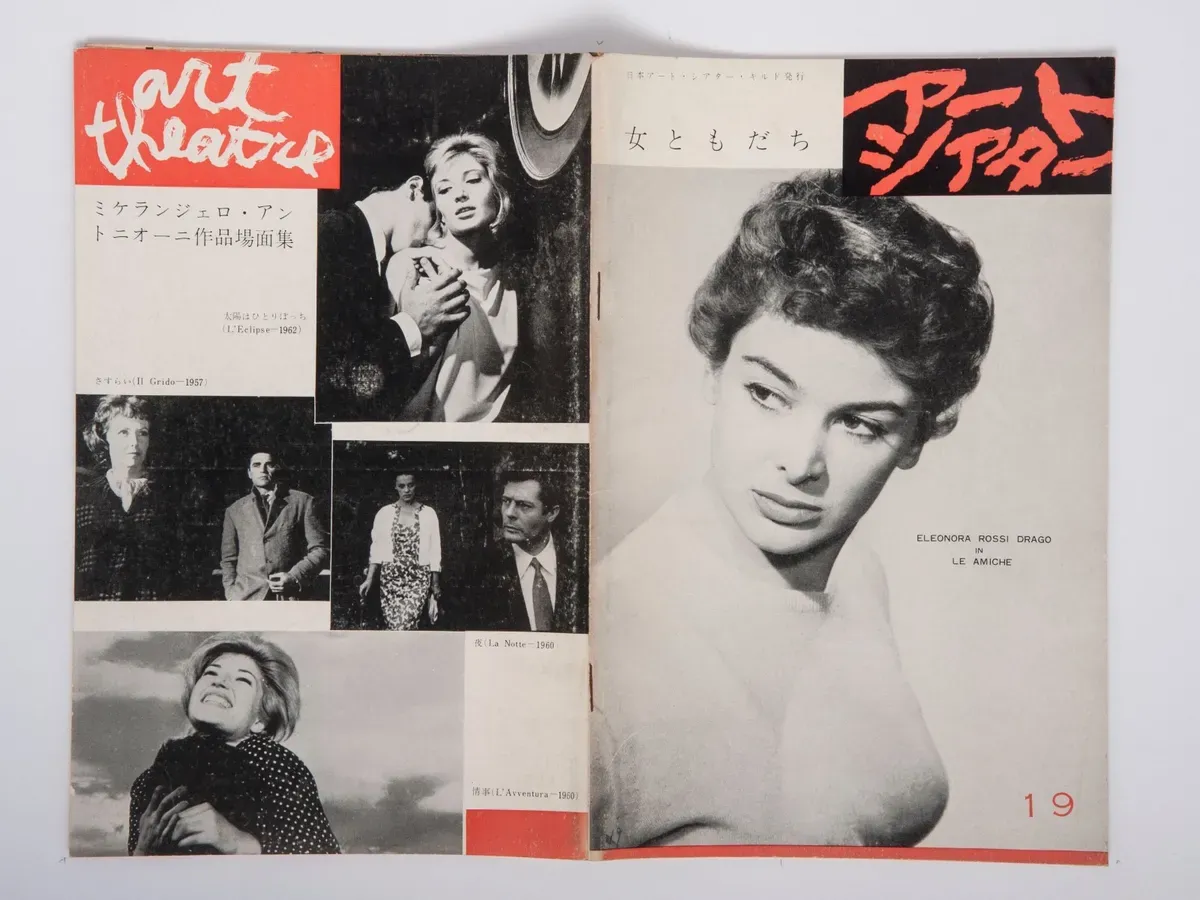 art
theatre
ミケランジェロ・アン
トニオーニ作品場面集
太陽はひとりぼっち
(L'Eclipse—1962)
さすらい(Il Grido—1957)
夜(La Notte—1960
情事(L'Avventura—1960)
日本アート・シアター・ギルド発行
女ともだち
アート
シアター
ELEONORA ROSSI DRAGO
IN
LE AMICHE
19